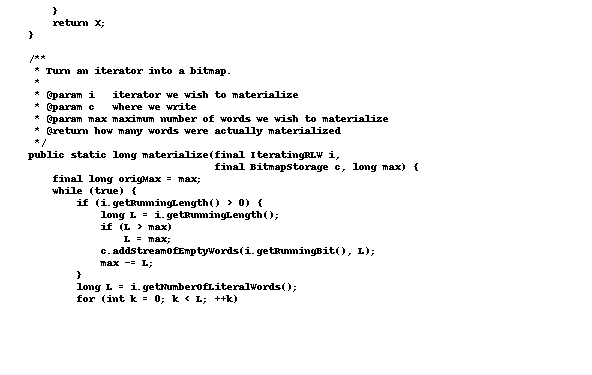 }
        return X;
    }

    /**
     * Turn an iterator into a bitmap.
     *
     * @param i   iterator we wish to materialize
     * @param c   where we write
     * @param max maximum number of words we wish to materialize
     * @return how many words were actually materialized
     */
    public static long materialize(final IteratingRLW i,
                                   final BitmapStorage c, long max) {
        final long origMax = max;
        while (true) {
            if (i.getRunningLength() > 0) {
                long L = i.getRunningLength();
                if (L > max)
                    L = max;
                c.addStreamOfEmptyWords(i.getRunningBit(), L);
                max -= L;
            }
            long L = i.getNumberOfLiteralWords();
            for (int k = 0; k < L; ++k)